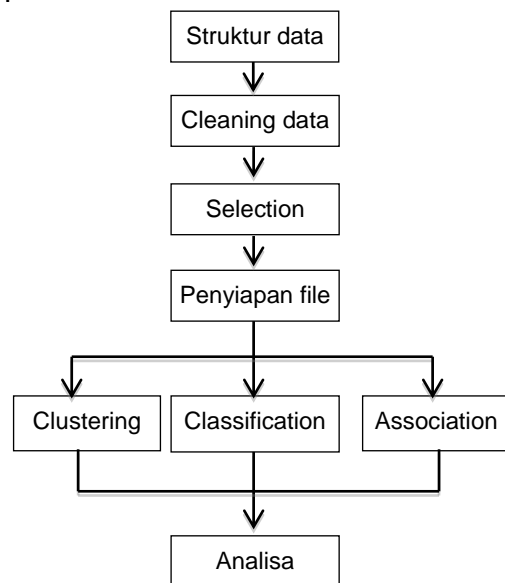 Struktur data
Cleaning data
Selection
Penyiapan file
Clustering
Classification
Association
Analisa